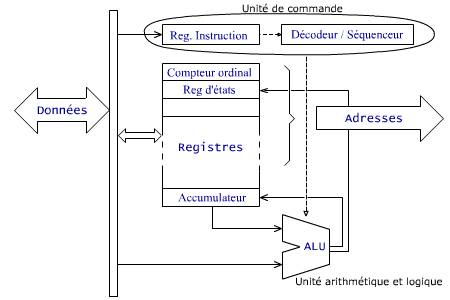 Unité de commande
Reg. Instruction
Décodeur / Séquenceur
Compteur ordinal
Reg d'états
Données
Adresses
Registres
Accumulateur
ALU
Unité arithmétique et logique